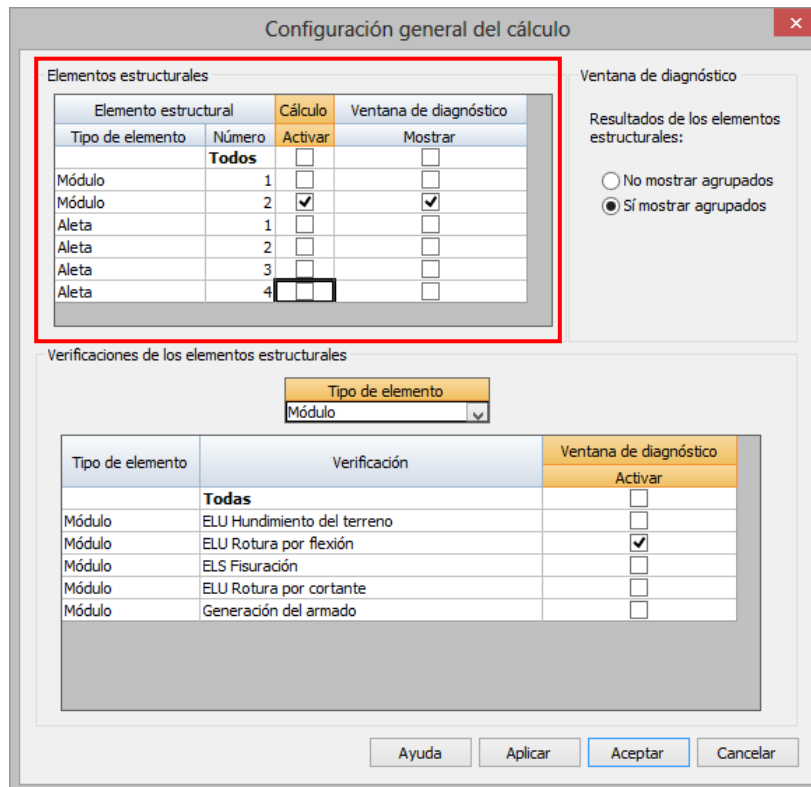 Configuración general del cálculo
Elementos estructurales
Elemento estructural Cálculo Ventana de diagnóstico
Tipo de elemento Número Activar Mostrar
Todos
Módulo 1
Módulo 2
Aleta 1
Aleta 2
Aleta 3
Aleta 4
Ventana de diagnóstico
Resultados de los elementos
estructurales:
No mostrar agrupados
Sí mostrar agrupados
Verificaciones de los elementos estructurales
Tipo de elemento
Módulo
Tipo de elemento Verificación Ventana de diagnóstico
Activar
Todas
Módulo ELU Hundimiento del terreno
Módulo ELU Rotura por flexión
Módulo ELS Fisuración
Módulo ELU Rotura por cortante
Módulo Generación del armado
Ayuda Aplicar Aceptar Cancelar